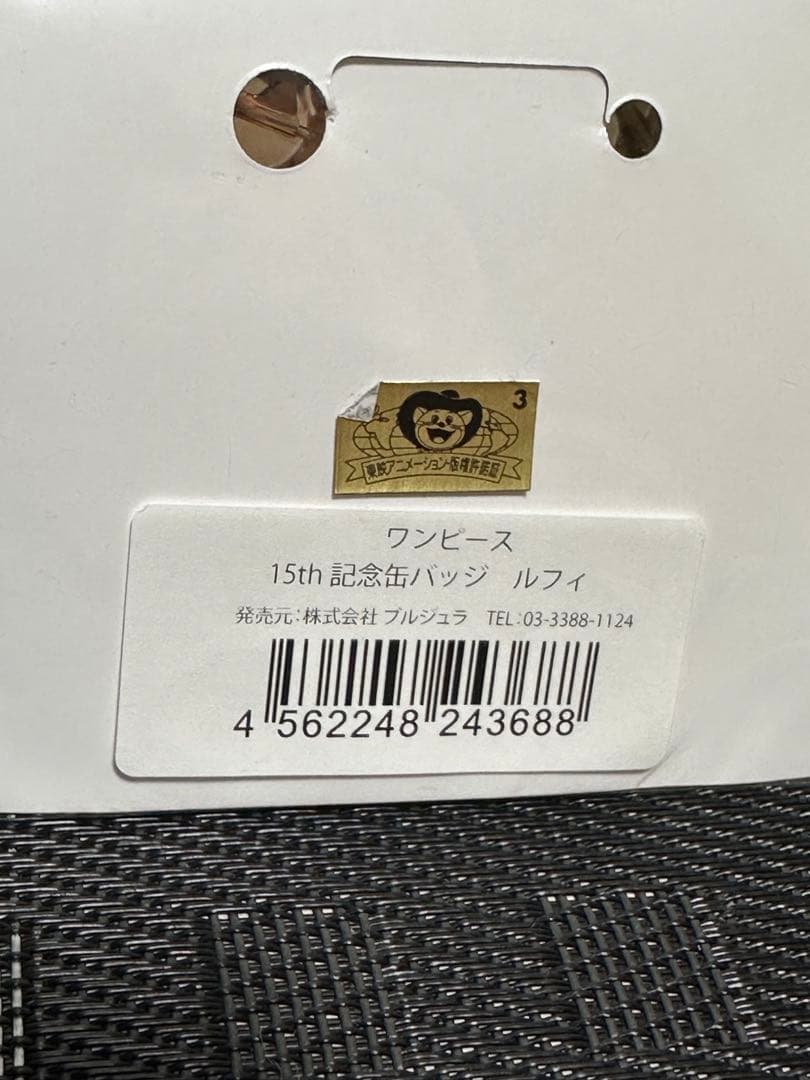 3
東映アニメーション・版権許諾証
ワンピース
15th 記念缶バッジ ルフィ
発売元:株式会社 ブルジュラ TEL:03-3388-1124
4 562248 243688